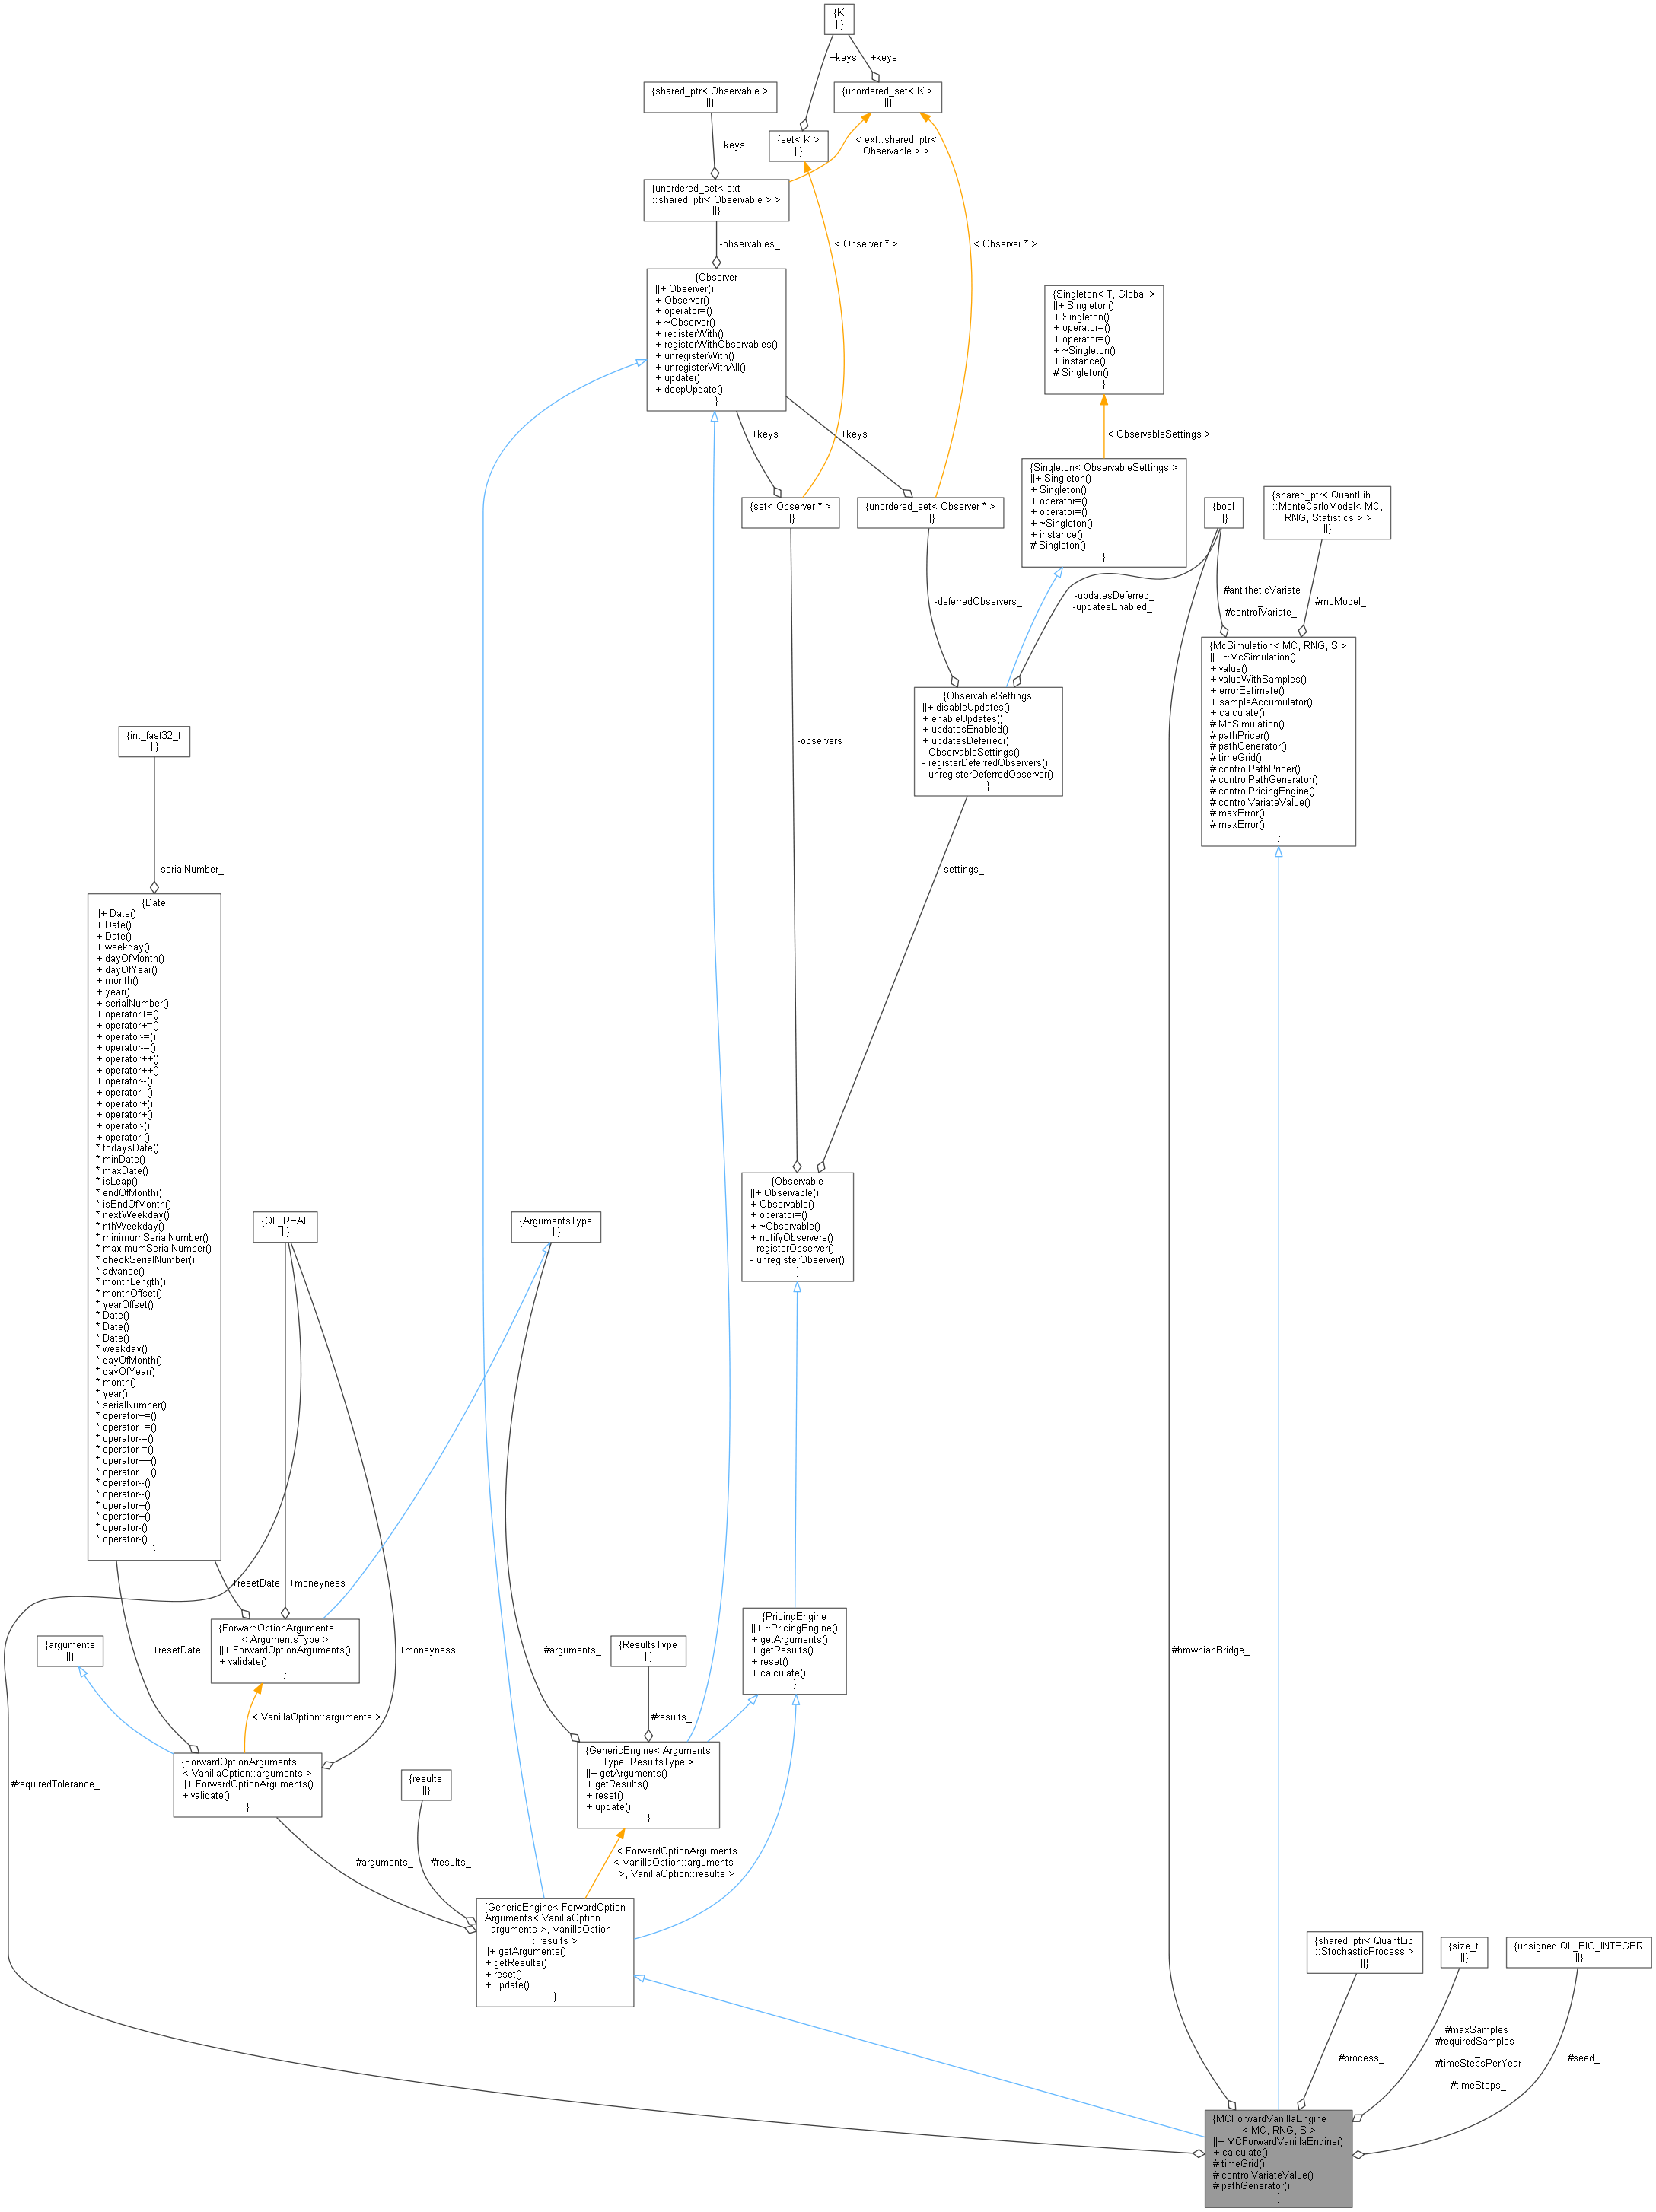 {K
||}
+keys
+keys
{shared_ptr< Observable >
||}
{unordered_set< K >
||}
+keys
{set< K >
||}
< ext::shared_ptr<
Observable > >
{unordered_set< ext
::shared_ptr< Observable > >
||}
-observables_
< Observer * >
< Observer * >
{Observer
||+ Observer()
+ Observer()
+ operator=()
+ ~Observer()
+ registerWith()
+ registerWithObservables()
+ unregisterWith()
+ unregisterWithAll()
+ update()
+ deepUpdate()
}
{Singleton< T, Global >
||+ Singleton()
+ Singleton()
+ operator=()
+ operator=()
+ ~Singleton()
+ instance()
# Singleton()
}
+keys
+keys
< ObservableSettings >
{set< Observer * >
||}
{unordered_set< Observer * >
||}
{Singleton< ObservableSettings >
||+ Singleton()
+ Singleton()
+ operator=()
+ operator=()
+ ~Singleton()
+ instance()
# Singleton()
}
{bool
||}
{shared_ptr< QuantLib
::MonteCarloModel< MC,
RNG, Statistics > >
||}
-deferredObservers_
-updatesDeferred_
-updatesEnabled_
#antitheticVariate
_
#controlVariate_
#mcModel_
{McSimulation< MC, RNG, S >
||+ ~McSimulation()
+ value()
+ valueWithSamples()
+ errorEstimate()
+ sampleAccumulator()
+ calculate()
# McSimulation()
# pathPricer()
# pathGenerator()
# timeGrid()
# controlPathPricer()
# controlPathGenerator()
# controlPricingEngine()
# controlVariateValue()
# maxError()
# maxError()
}
{ObservableSettings
||+ disableUpdates()
+ enableUpdates()
+ updatesEnabled()
+ updatesDeferred()
- ObservableSettings()
- registerDeferredObservers()
- unregisterDeferredObserver()
}
-observers_
{int_fast32_t
||}
-serialNumber_
-settings_
{Date
||+ Date()
+ Date()
+ Date()
+ weekday()
+ dayOfMonth()
+ dayOfYear()
+ month()
+ year()
+ serialNumber()
+ operator+=()
+ operator+=()
+ operator-=()
+ operator-=()
+ operator++()
+ operator++()
+ operator--()
+ operator--()
+ operator+()
+ operator+()
+ operator-()
+ operator-()
* todaysDate()
* minDate()
* maxDate()
* isLeap()
* endOfMonth()
* isEndOfMonth()
* nextWeekday()
* nthWeekday()
* minimumSerialNumber()
* maximumSerialNumber()
* checkSerialNumber()
* advance()
* monthLength()
* monthOffset()
* yearOffset()
* Date()
* Date()
* Date()
* weekday()
* dayOfMonth()
* dayOfYear()
* month()
* year()
* serialNumber()
* operator+=()
* operator+=()
* operator-=()
* operator-=()
* operator++()
* operator++()
* operator--()
* operator--()
* operator+()
* operator+()
* operator-()
* operator-()
}
{QL_REAL
||}
{ArgumentsType
||}
{Observable
||+ Observable()
+ Observable()
+ operator=()
+ ~Observable()
+ notifyObservers()
- registerObserver()
- unregisterObserver()
}
+resetDate
+moneyness
{ForwardOptionArguments
< ArgumentsType >
||+ ForwardOptionArguments()
+ validate()
}
{arguments
||}
+resetDate
+moneyness
#arguments_
{ResultsType
||}
{PricingEngine
||+ ~PricingEngine()
+ getArguments()
+ getResults()
+ reset()
+ calculate()
}
#brownianBridge_
< VanillaOption::arguments >
#results_
{ForwardOptionArguments
< VanillaOption::arguments >
||+ ForwardOptionArguments()
+ validate()
}
#requiredTolerance_
{results
||}
{GenericEngine< Arguments
Type, ResultsType >
||+ getArguments()
+ getResults()
+ reset()
+ update()
}
#arguments_
#results_
< ForwardOptionArguments
< VanillaOption::arguments
>, VanillaOption::results >
{GenericEngine< ForwardOption
Arguments< VanillaOption
::arguments >, VanillaOption
::results >
||+ getArguments()
+ getResults()
+ reset()
+ update()
}
{shared_ptr< QuantLib
::StochasticProcess >
||}
{size_t
||}
{unsigned QL_BIG_INTEGER
||}
#process_
#maxSamples_
#requiredSamples
_
#timeStepsPerYear
_
#timeSteps_
#seed_
{MCForwardVanillaEngine
< MC, RNG, S >
||+ MCForwardVanillaEngine()
+ calculate()
# timeGrid()
# controlVariateValue()
# pathGenerator()
}